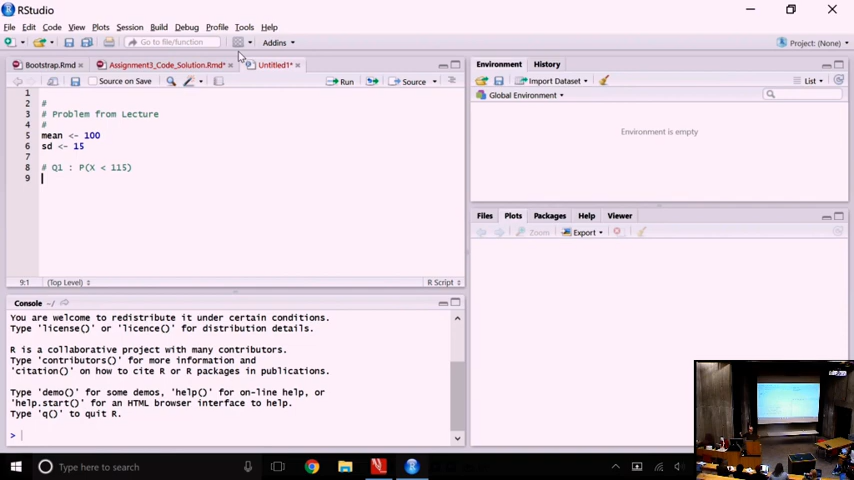 RStudio
File Edit Code View Plots Session Build Debug Profile Tools Help
Go to file/function Addins Project: (None)
Bootstrap.Rmd Assignment3_Code_Solution.Rmd* Untitled1*
Source on Save Run Source
1
2 #
3 # Problem from Lecture
4 #
5 mean <- 100
6 sd <- 15
7
8 # Q1 : P(X < 115)
9
9:1 (Top Level) R Script
Console ~/
You are welcome to redistribute it under certain conditions.
Type 'license()' or 'licence()' for distribution details.
R is a collaborative project with many contributors.
Type 'contributors()' for more information and
'citation()' on how to cite R or R packages in publications.
Type 'demo()' for some demos, 'help()' for on-line help, or
'help.start()' for an HTML browser interface to help.
Type 'q()' to quit R.
>
Environment History
Import Dataset List
Global Environment
Environment is empty
Files Plots Packages Help Viewer
Zoom Export
Type here to search